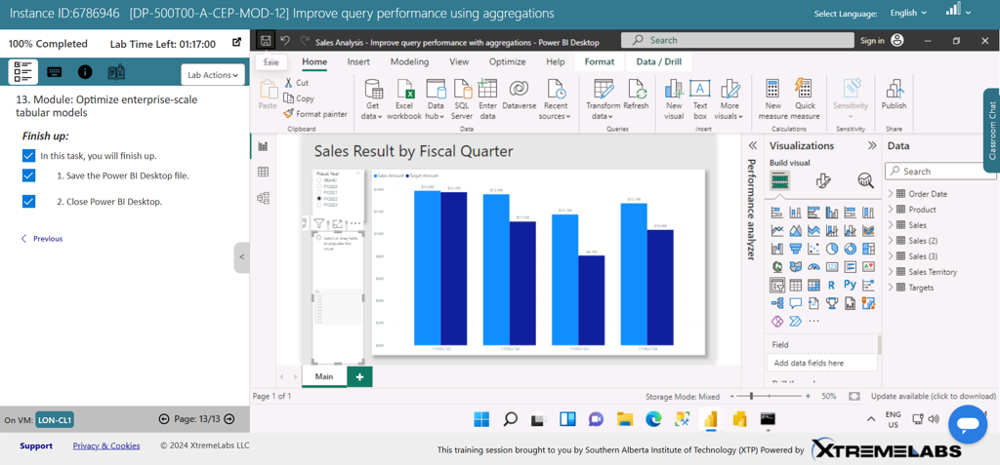 Instance ID:6786946 [DP-500T00-A-CEP-MOD-12] Improve query performance using aggregations
Select Language: English
100% Completed
Lab Time Left: 01:17:00
Lab Actions
13. Module: Optimize enterprise-scale
tabular models
Finish up:
In this task, you will finish up.
1. Save the Power BI Desktop file.
2. Close Power BI Desktop.
Previous
On VM: LON-CL1
Page: 13/13
Sales Analysis - Improve query performance with aggregations - Power BI Desktop
Search
Sign in
Save
Home
Insert
Modeling
View
Optimize
Help
Format
Data / Drill
Paste
Cut
Copy
Format painter
Clipboard
Get
data
Excel
workbook
Data
hub
SQL
Server
Enter
data
Dataverse
Recent
sources
Data
Transform
data
Refresh
Queries
New
visual
Text
box
More
visuals
Insert
New
measure
Quick
measure
Calculations
Sensitivity
Sensitivity
Publish
Share
Sales Result by Fiscal Quarter
Fiscal Year
(Blank)
FY2020
FY2021
FY2022
FY2023
Select or drag fields
to populate this
visual
Sales Amount
Target Amount
Performance analyzer
Visualizations
Build visual
R
Py
Field
Add data fields here
Data
Search
Order Date
Product
Sales
Sales (2)
Sales (3)
Sales Territory
Targets
Main
Page 1 of 1
Storage Mode: Mixed
- + 50%
Update available (click to download)
ENG
US
Classroom Chat
Support
Privacy & Cookies
© 2024 XtremeLabs LLC
This training session brought to you by Southern Alberta Institute of Technology (XTP) Powered by
XTREMELABS